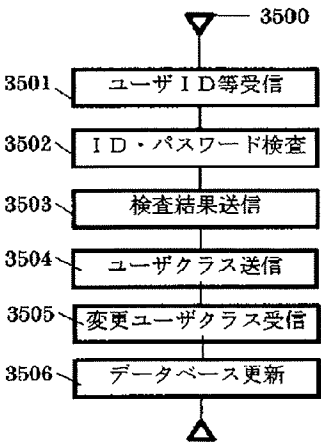 3500
3501 ユーザID等受信
3502 ID・パスワード検査
3503 検査結果送信
3504 ユーザクラス送信
3505 変更ユーザクラス受信
3506 データベース更新